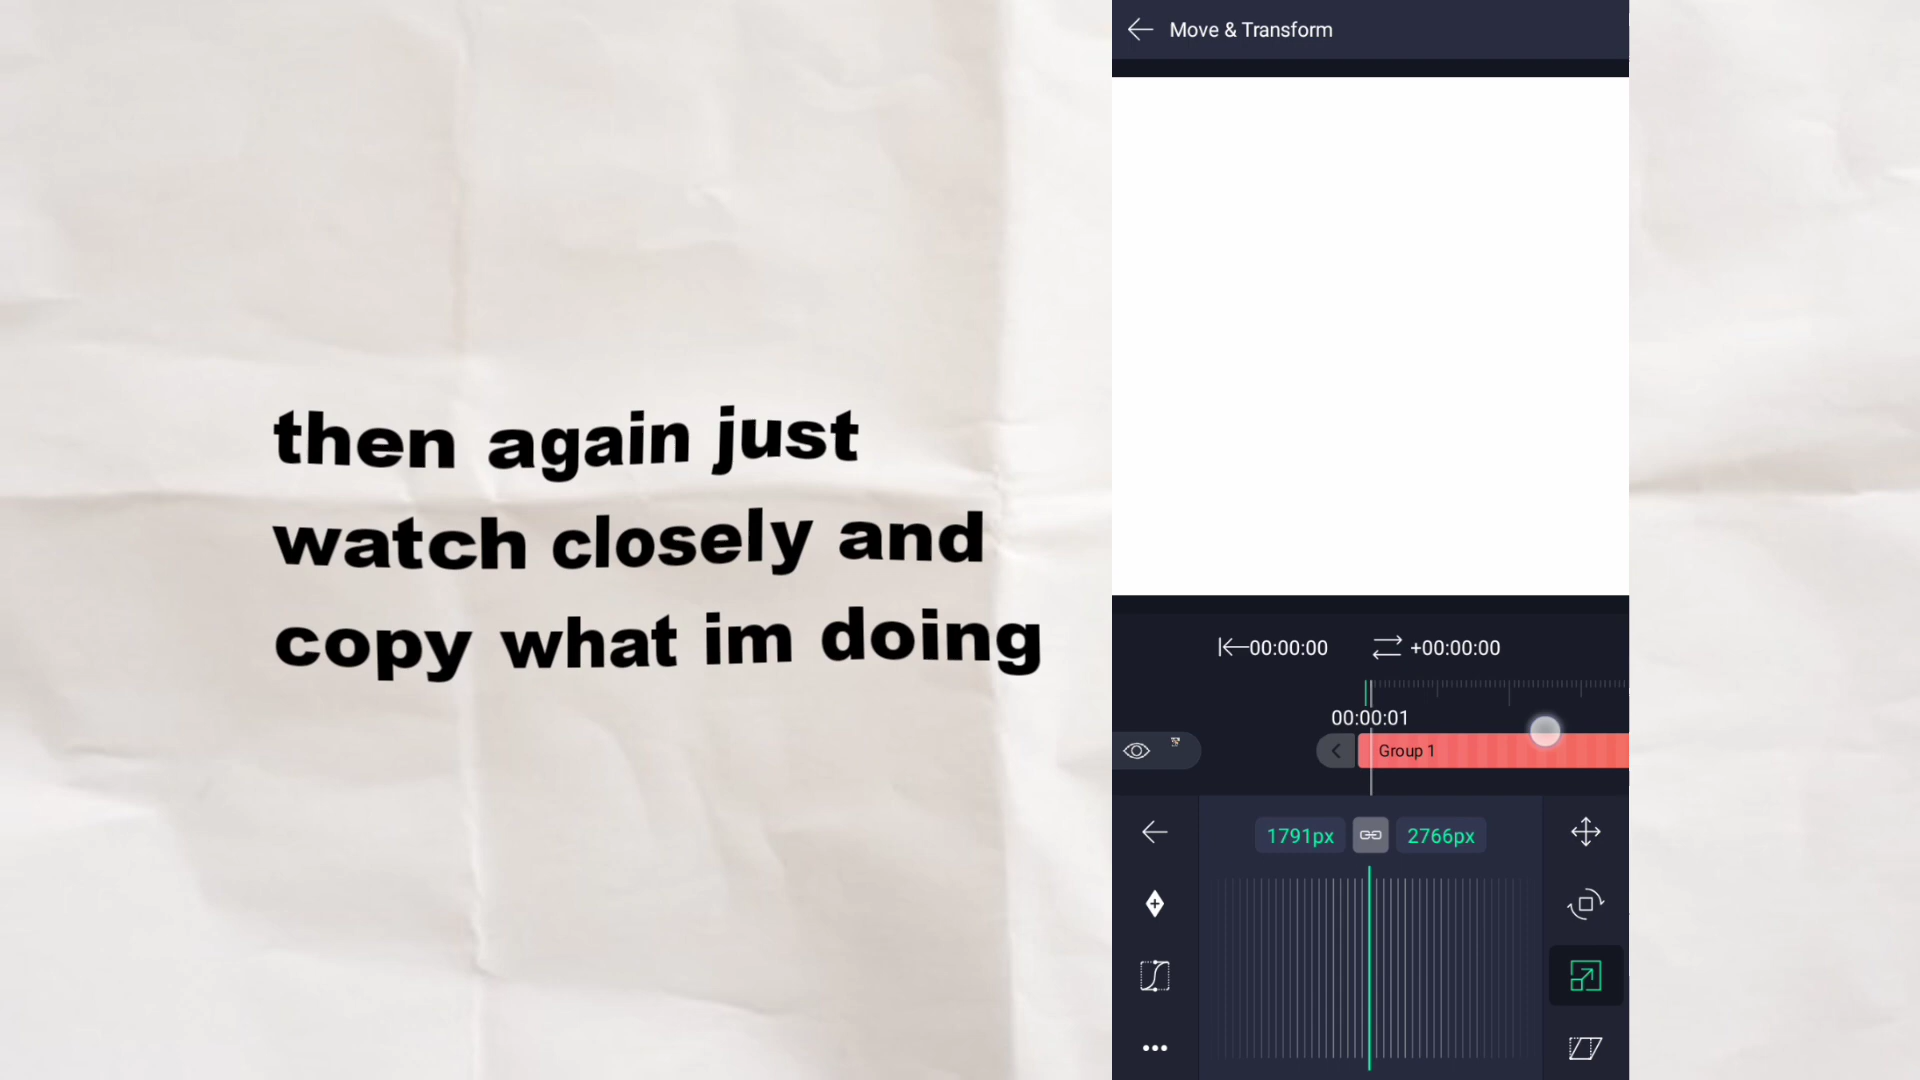 then again just
watch closely and
copy what im doing
Move & Transform
00:00:00 +00:00:00
00:00:01
Group 1
1791px 2766px